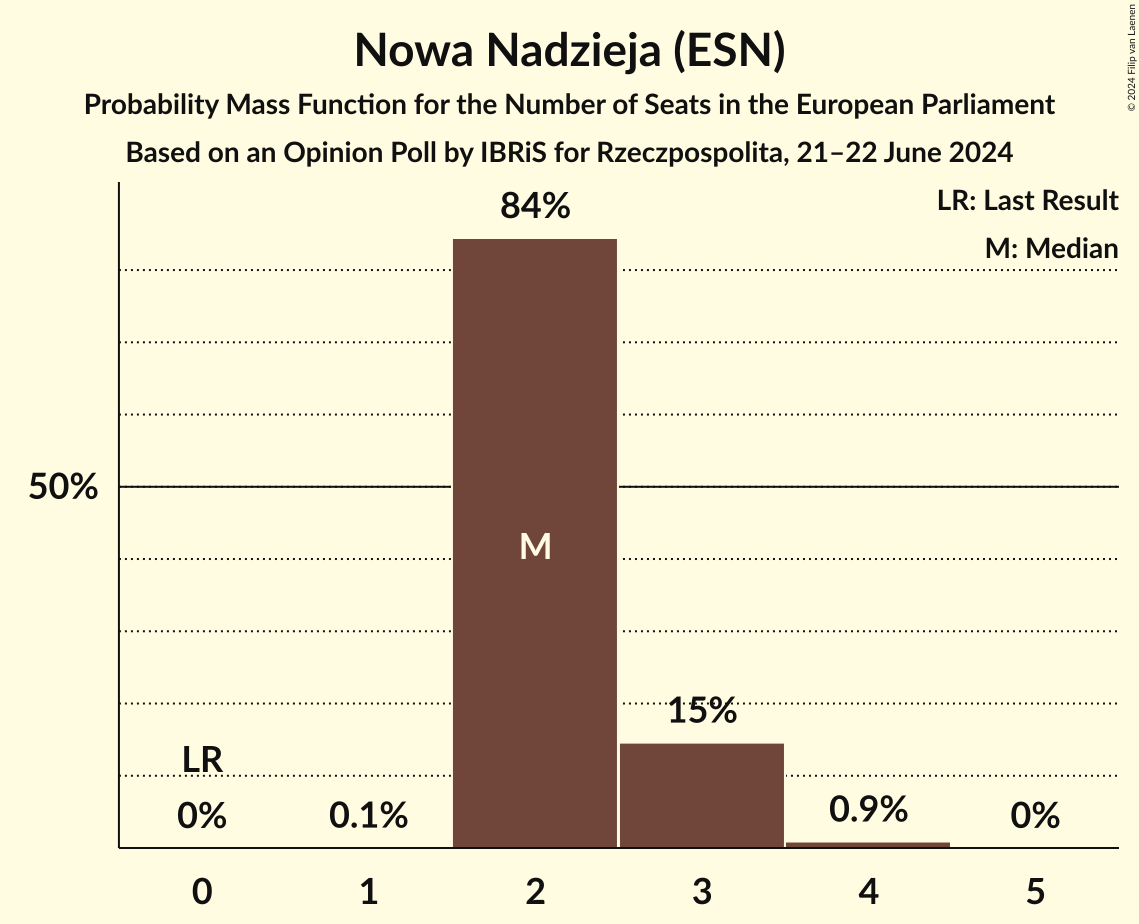 Nowa Nadzieja (ESN)
Probability Mass Function for the Number of Seats in the European Parliament
Based on an Opinion Poll by IBRiS for Rzeczpospolita, 21–22 June 2024
© 2024 Filip van Laenen
LR: Last Result
M: Median
84%
50%
M
15%
LR
0%
0.1%
0.9%
0%
0 1 2 3 4 5